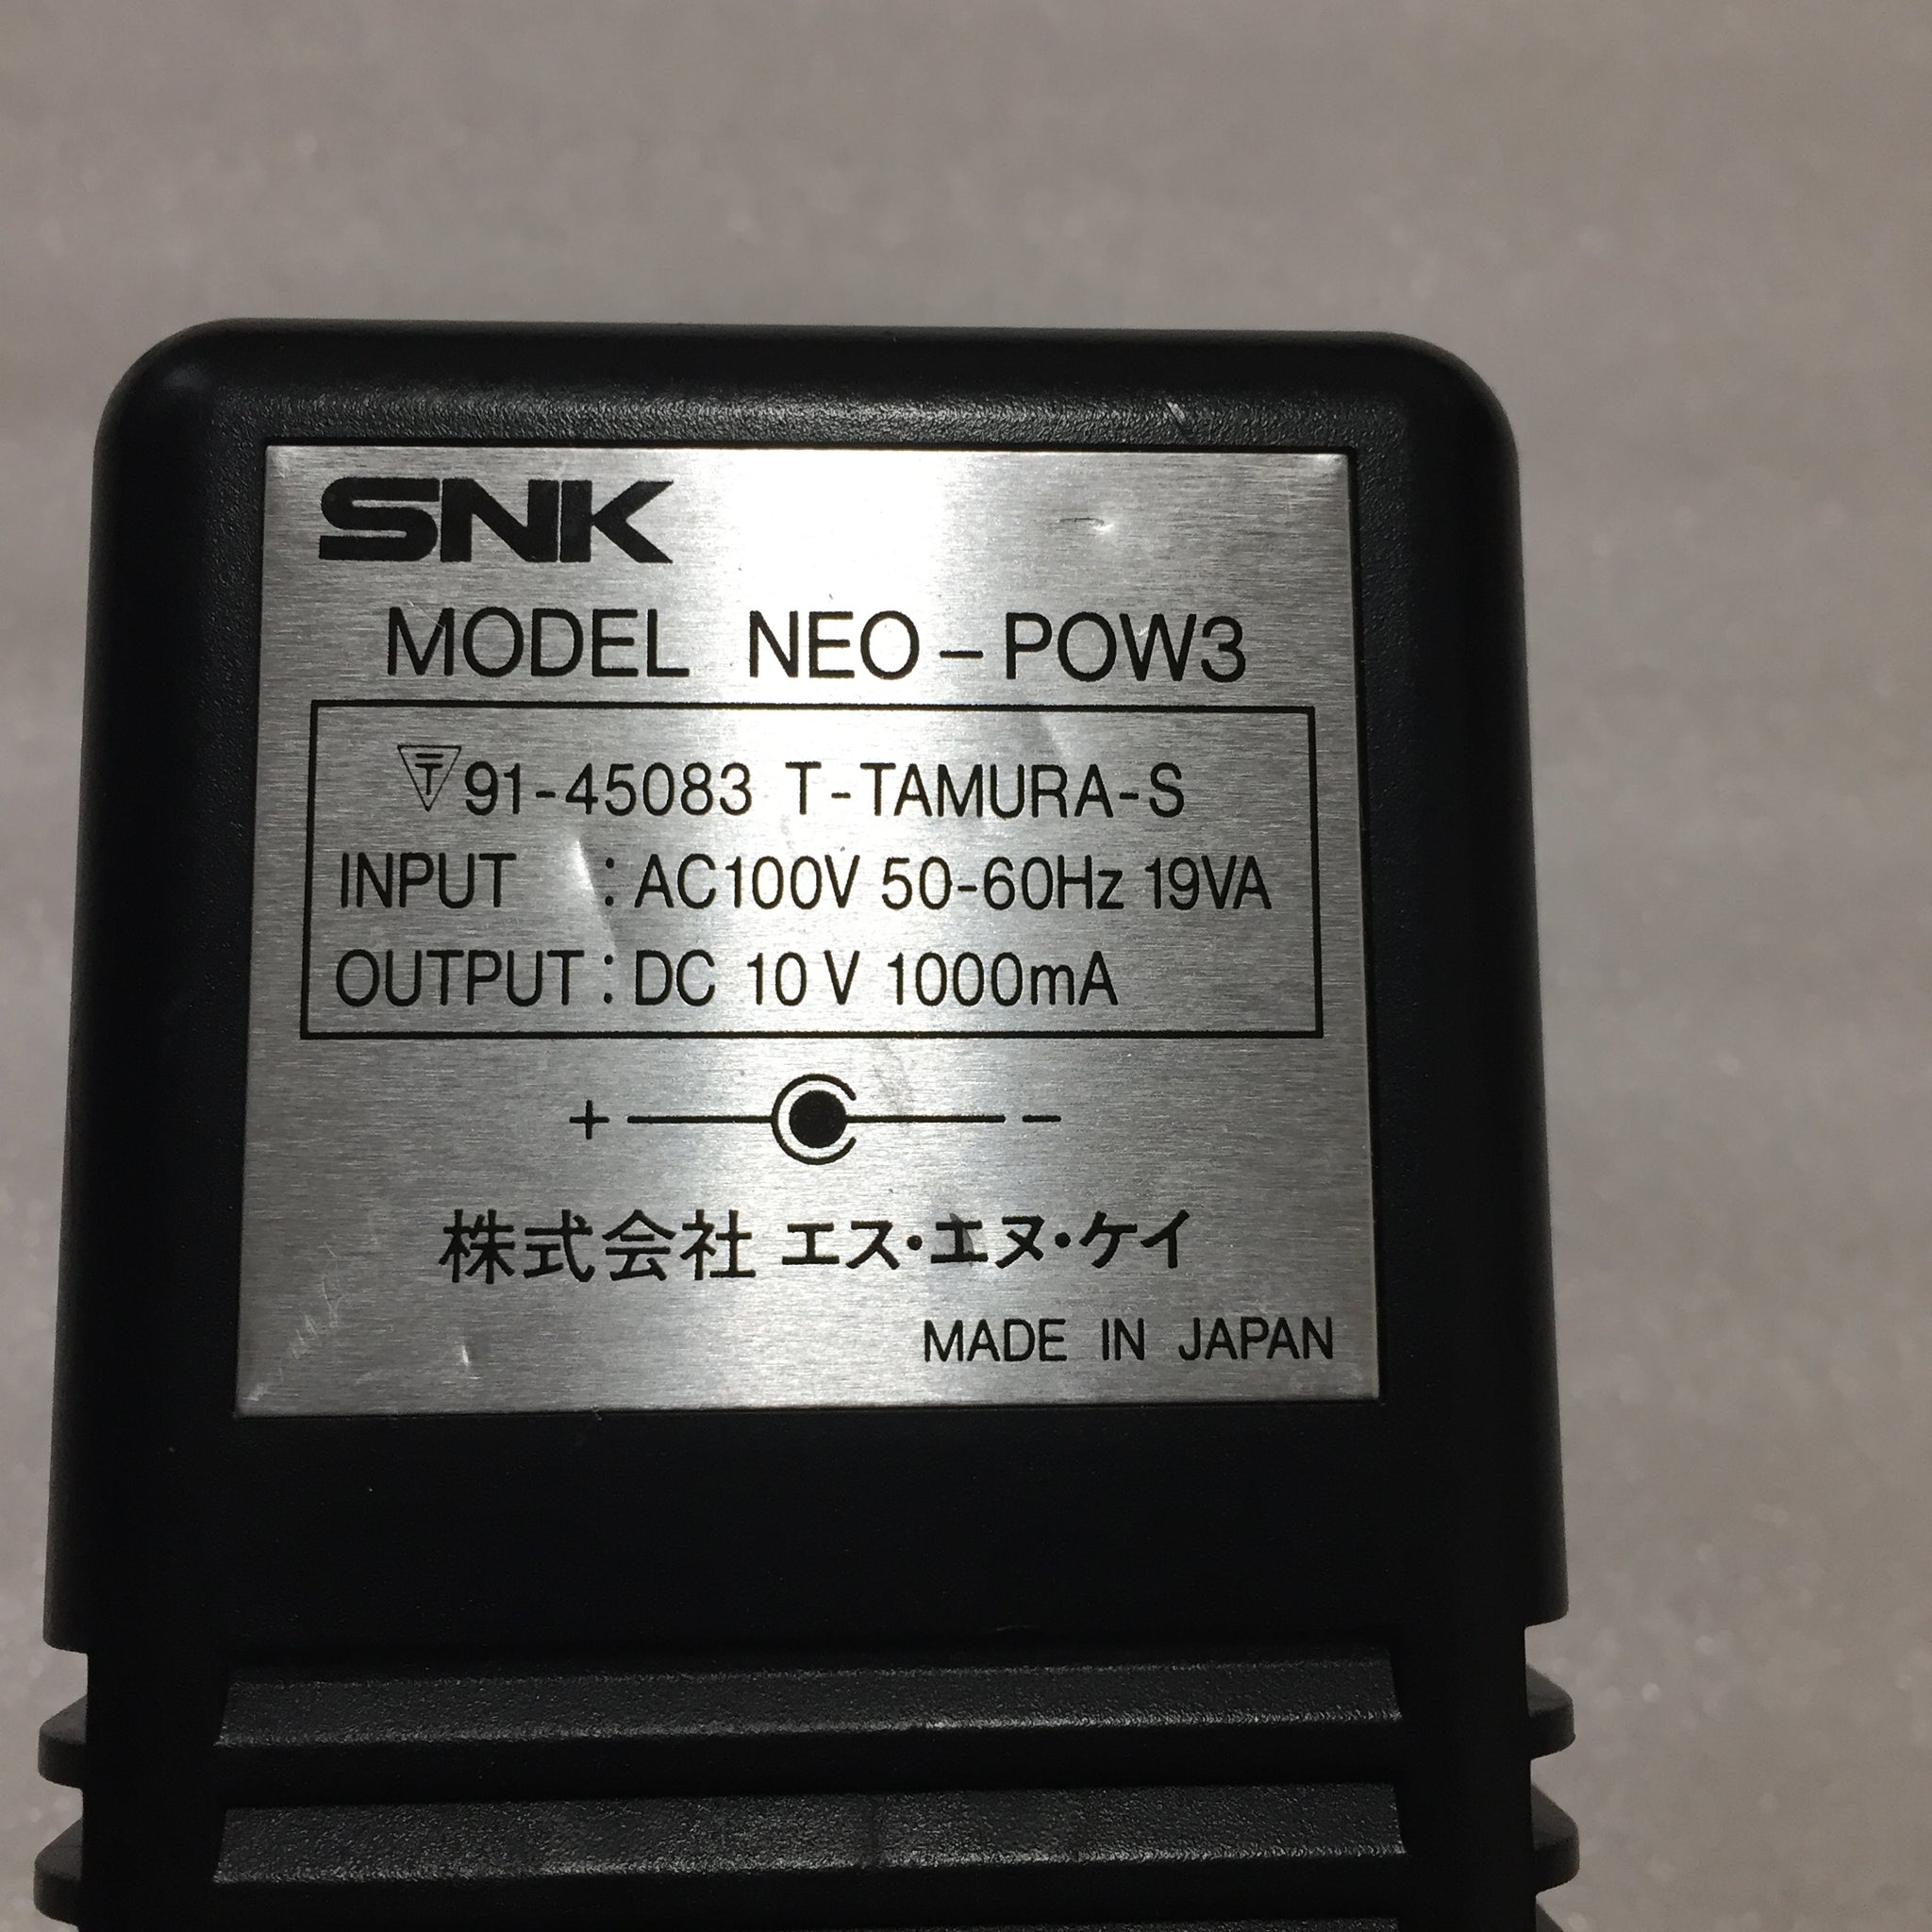 SNK
MODEL NEO-POW3
〒91-45083 T-TAMURA-S
INPUT : AC100V 50-60Hz 19VA
OUTPUT : DC 10V 1000mA
+ −
株式会社 エス・エヌ・ケイ
MADE IN JAPAN